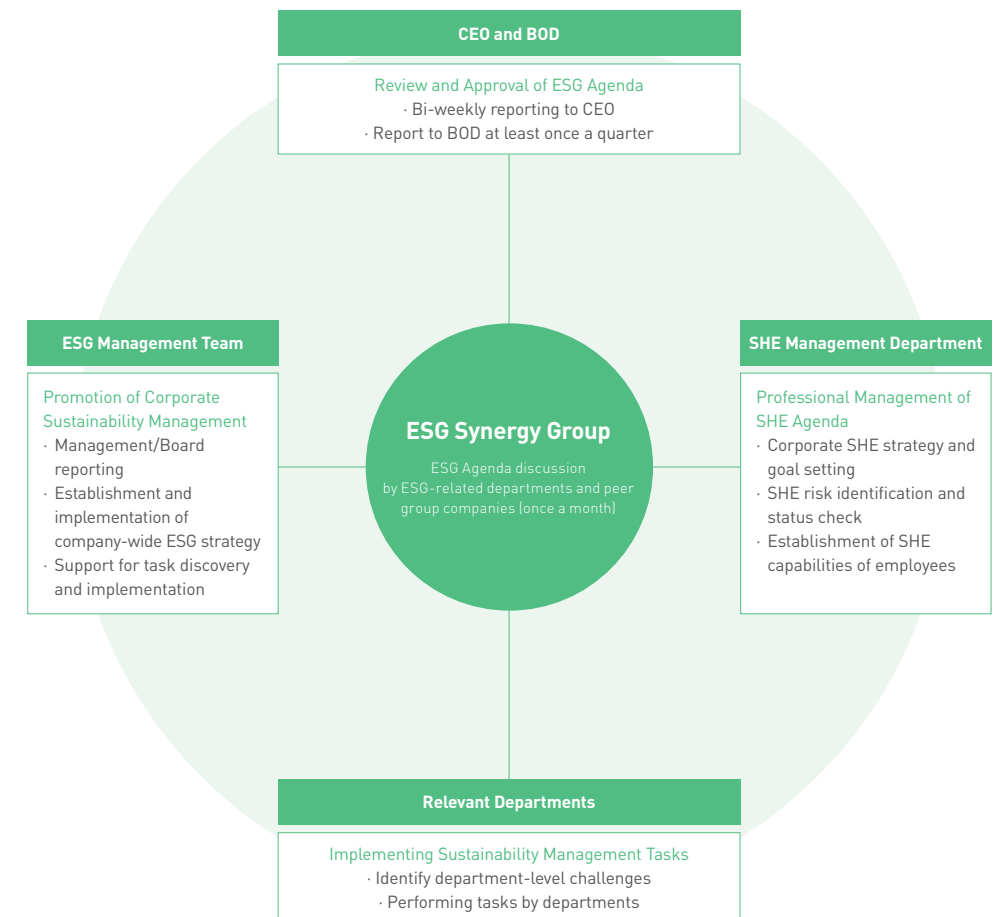 CEO and BOD
Review and Approval of ESG Agenda
· Bi-weekly reporting to CEO
· Report to BOD at least once a quarter
ESG Management Team
Promotion of Corporate
Sustainability Management
· Management/Board
reporting
· Establishment and
implementation of
company-wide ESG strategy
· Support for task discovery
and implementation
ESG Synergy Group
ESG Agenda discussion
by ESG-related departments and peer
group companies (once a month)
SHE Management Department
Professional Management of
SHE Agenda
· Corporate SHE strategy and
goal setting
· SHE risk identification and
status check
· Establishment of SHE
capabilities of employees
Relevant Departments
Implementing Sustainability Management Tasks
· Identify department-level challenges
· Performing tasks by departments